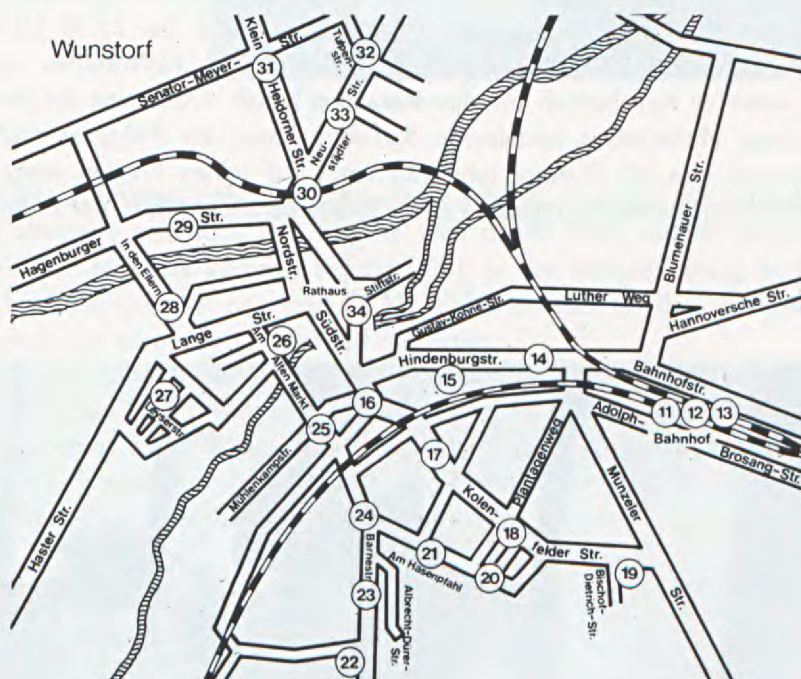 Wunstorf
Klein
Heidorner Str.
Senator-Meyer-
Str.
Tulpen-
str.
32
31
33
Neu-
städter
Str.
30
29
Str.
Hagenburger
In den Ellern
28
Nordstr.
Rathaus
Stiftstr.
34
Südstr.
Lange Str.
Am
Alten Markt
26
27
25
Mühlenkampstr.
Haster Str.
Gustav-Kohne-Str.
Luther Weg
Blumenauer Str.
Hannoversche Str.
Hindenburgstr.
14
15
16
Bahnhofstr.
11
12
13
Adolph-
Brosang-Str.
Bahnhof
17
Kolen-
felder Str.
Plantagenweg
18
Munzeler
Str.
19
Bischof-
Dietrich-Str.
20
21
Am Hasenpfahl
24
Barnestr.
23
Albrecht-Dürer-
Str.
22